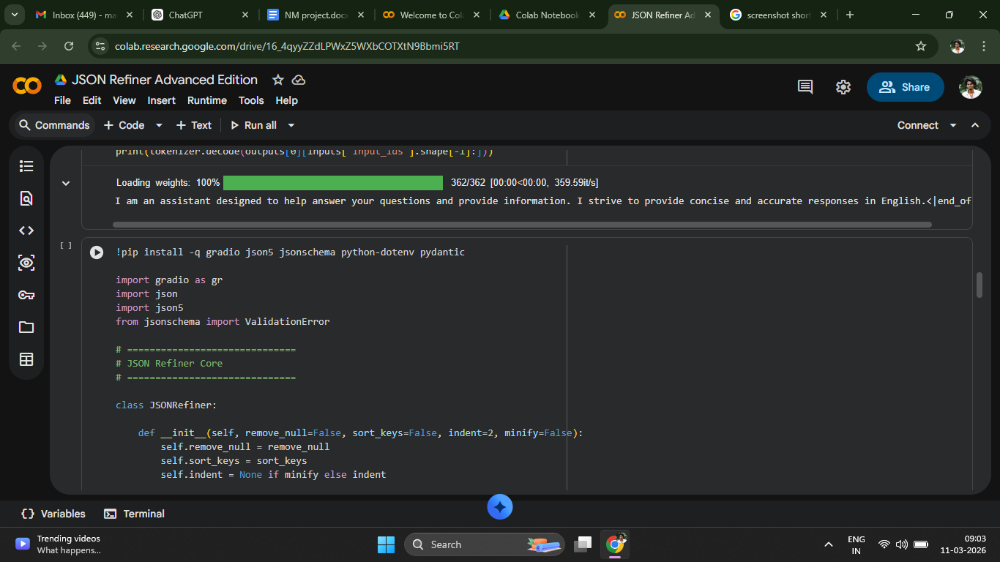 Inbox (449) - ma
ChatGPT
NM project.docx
Welcome to Col
Colab Notebook
JSON Refiner Ad
screenshot short
colab.research.google.com/drive/16_4qyyZZdLPWxZ5WXbCOTXtN9Bbmi5RT
JSON Refiner Advanced Edition
File Edit View Insert Runtime Tools Help
Share
Commands + Code + Text Run all
Connect
print(tokenizer.decode(outputs[0][inputs["input_ids"].shape[-1]:]))
Loading weights: 100% 362/362 [00:00<00:00, 359.59it/s]
I am an assistant designed to help answer your questions and provide information. I strive to provide concise and accurate responses in English.<|end_of
[ ]
!pip install -q gradio json5 jsonschema python-dotenv pydantic
import gradio as gr
import json
import json5
from jsonschema import ValidationError
# ==============================
# JSON Refiner Core
# ==============================
class JSONRefiner:
def __init__(self, remove_null=False, sort_keys=False, indent=2, minify=False):
self.remove_null = remove_null
self.sort_keys = sort_keys
self.indent = None if minify else indent
{} Variables Terminal
Trending videos
What happens...
Search
ENG
IN
09:03
11-03-2026